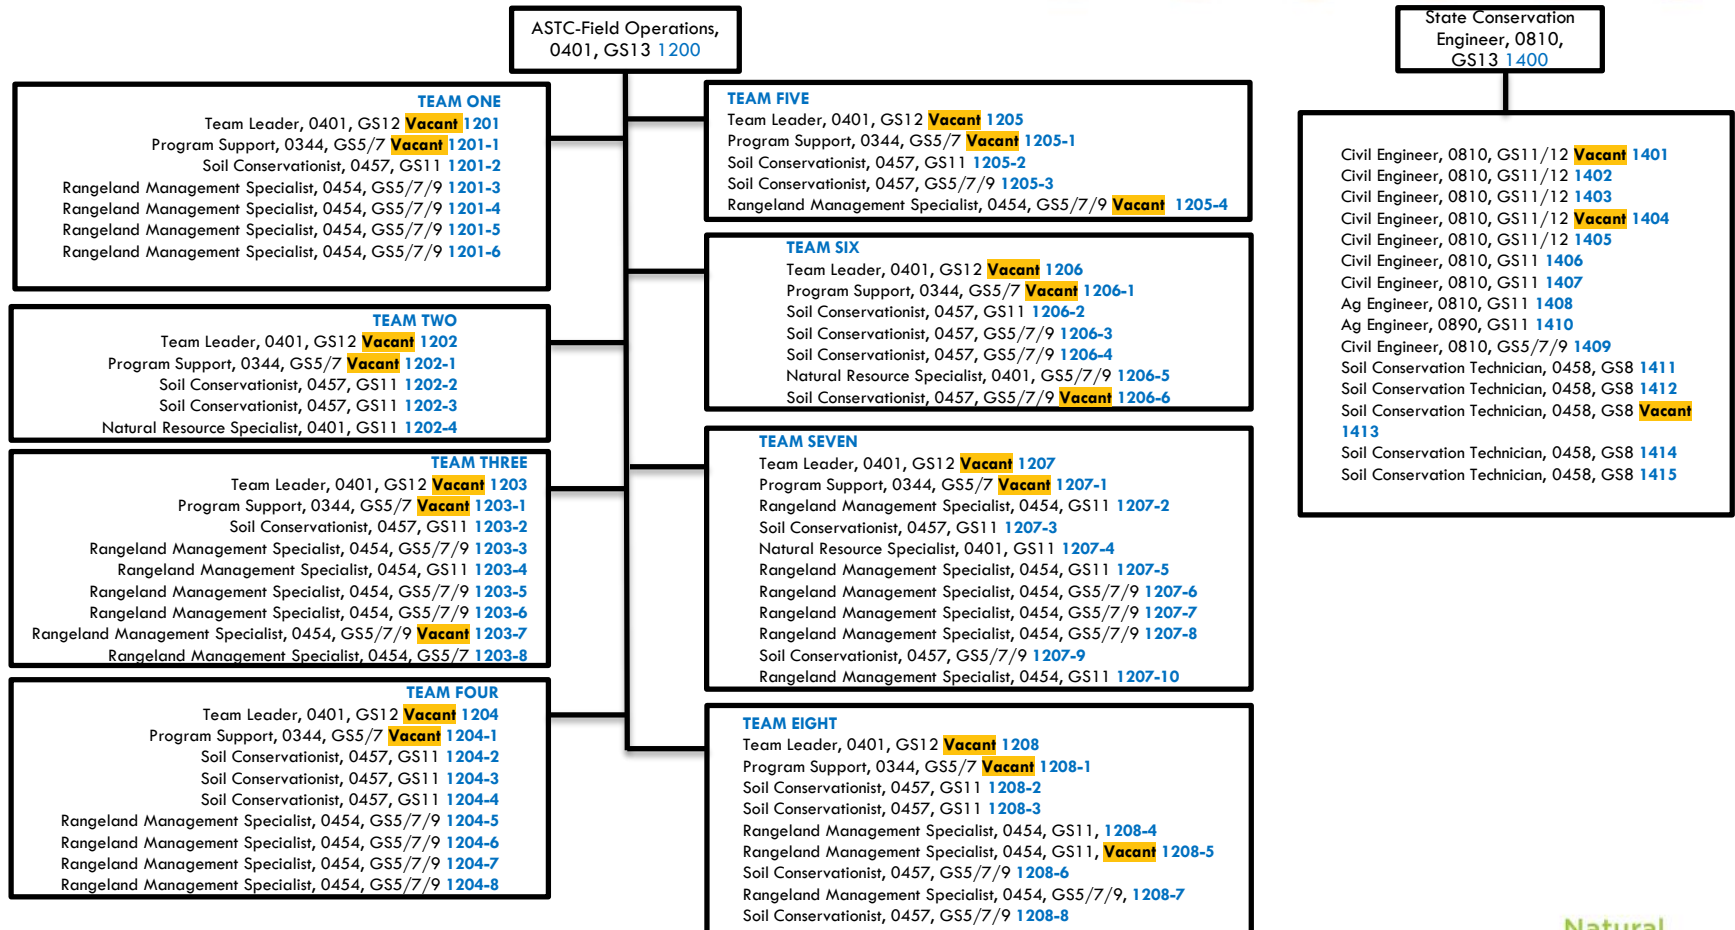 ASTC-Field Operations,
0401, GS13 1200
State Conservation
Engineer, 0810,
GS13 1400
TEAM ONE
Team Leader, 0401, GS12 Vacant 1201
Program Support, 0344, GS5/7 Vacant 1201-1
Soil Conservationist, 0457, GS11 1201-2
Rangeland Management Specialist, 0454, GS5/7/9 1201-3
Rangeland Management Specialist, 0454, GS5/7/9 1201-4
Rangeland Management Specialist, 0454, GS5/7/9 1201-5
Rangeland Management Specialist, 0454, GS5/7/9 1201-6
TEAM TWO
Team Leader, 0401, GS12 Vacant 1202
Program Support, 0344, GS5/7 Vacant 1202-1
Soil Conservationist, 0457, GS11 1202-2
Soil Conservationist, 0457, GS11 1202-3
Natural Resource Specialist, 0401, GS11 1202-4
TEAM THREE
Team Leader, 0401, GS12 Vacant 1203
Program Support, 0344, GS5/7 Vacant 1203-1
Soil Conservationist, 0457, GS11 1203-2
Rangeland Management Specialist, 0454, GS5/7/9 1203-3
Rangeland Management Specialist, 0454, GS11 1203-4
Rangeland Management Specialist, 0454, GS5/7/9 1203-5
Rangeland Management Specialist, 0454, GS5/7/9 1203-6
Rangeland Management Specialist, 0454, GS5/7/9 Vacant 1203-7
Rangeland Management Specialist, 0454, GS5/7 1203-8
TEAM FOUR
Team Leader, 0401, GS12 Vacant 1204
Program Support, 0344, GS5/7 Vacant 1204-1
Soil Conservationist, 0457, GS11 1204-2
Soil Conservationist, 0457, GS11 1204-3
Soil Conservationist, 0457, GS11 1204-4
Rangeland Management Specialist, 0454, GS5/7/9 1204-5
Rangeland Management Specialist, 0454, GS5/7/9 1204-6
Rangeland Management Specialist, 0454, GS5/7/9 1204-7
Rangeland Management Specialist, 0454, GS5/7/9 1204-8
TEAM FIVE
Team Leader, 0401, GS12 Vacant 1205
Program Support, 0344, GS5/7 Vacant 1205-1
Soil Conservationist, 0457, GS11 1205-2
Soil Conservationist, 0457, GS5/7/9 1205-3
Rangeland Management Specialist, 0454, GS5/7/9 Vacant 1205-4
TEAM SIX
Team Leader, 0401, GS12 Vacant 1206
Program Support, 0344, GS5/7 Vacant 1206-1
Soil Conservationist, 0457, GS11 1206-2
Soil Conservationist, 0457, GS5/7/9 1206-3
Soil Conservationist, 0457, GS5/7/9 1206-4
Natural Resource Specialist, 0401, GS5/7/9 1206-5
Soil Conservationist, 0457, GS5/7/9 Vacant 1206-6
TEAM SEVEN
Team Leader, 0401, GS12 Vacant 1207
Program Support, 0344, GS5/7 Vacant 1207-1
Rangeland Management Specialist, 0454, GS11 1207-2
Soil Conservationist, 0457, GS11 1207-3
Natural Resource Specialist, 0401, GS11 1207-4
Rangeland Management Specialist, 0454, GS11 1207-5
Rangeland Management Specialist, 0454, GS5/7/9 1207-6
Rangeland Management Specialist, 0454, GS5/7/9 1207-7
Rangeland Management Specialist, 0454, GS5/7/9 1207-8
Soil Conservationist, 0457, GS5/7/9 1207-9
Rangeland Management Specialist, 0454, GS11 1207-10
TEAM EIGHT
Team Leader, 0401, GS12 Vacant 1208
Program Support, 0344, GS5/7 Vacant 1208-1
Soil Conservationist, 0457, GS11 1208-2
Soil Conservationist, 0457, GS11 1208-3
Rangeland Management Specialist, 0454, GS11, 1208-4
Rangeland Management Specialist, 0454, GS11, Vacant 1208-5
Soil Conservationist, 0457, GS5/7/9 1208-6
Rangeland Management Specialist, 0454, GS5/7/9, 1208-7
Soil Conservationist, 0457, GS5/7/9 1208-8
Civil Engineer, 0810, GS11/12 Vacant 1401
Civil Engineer, 0810, GS11/12 1402
Civil Engineer, 0810, GS11/12 1403
Civil Engineer, 0810, GS11/12 Vacant 1404
Civil Engineer, 0810, GS11/12 1405
Civil Engineer, 0810, GS11 1406
Civil Engineer, 0810, GS11 1407
Ag Engineer, 0810, GS11 1408
Ag Engineer, 0890, GS11 1410
Civil Engineer, 0810, GS5/7/9 1409
Soil Conservation Technician, 0458, GS8 1411
Soil Conservation Technician, 0458, GS8 1412
Soil Conservation Technician, 0458, GS8 Vacant
1413
Soil Conservation Technician, 0458, GS8 1414
Soil Conservation Technician, 0458, GS8 1415
Natural